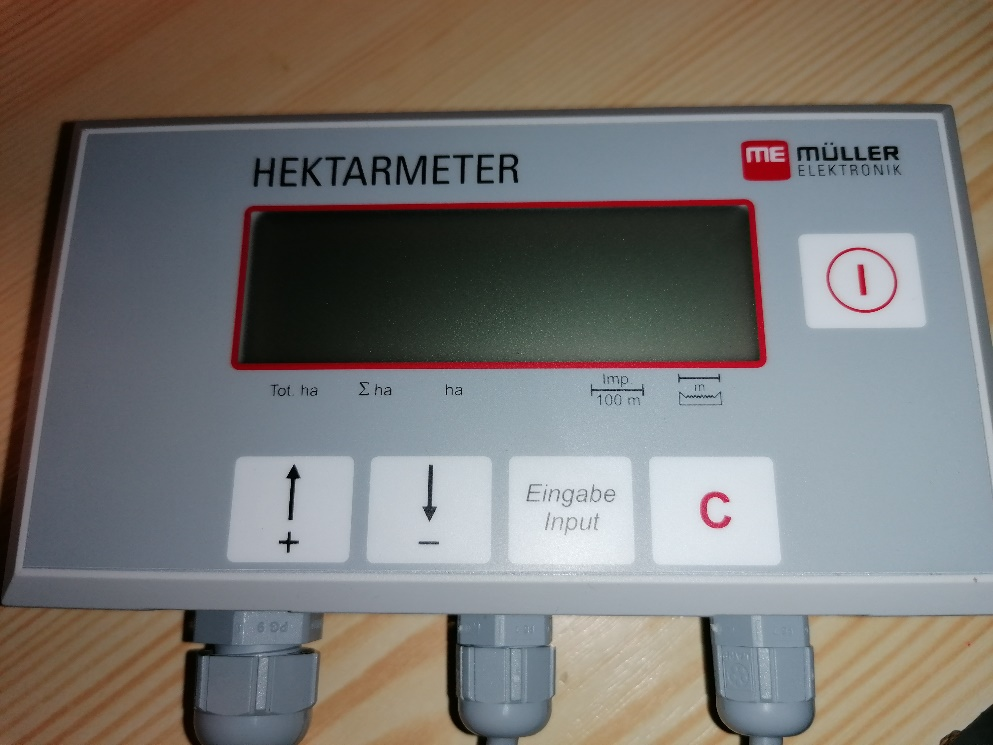 HEKTARMETER
ME MÜLLER
ELEKTRONIK
I
Tot. ha Σ ha ha Imp. m
100 m
Eingabe
Input
C
+ −
PG 9